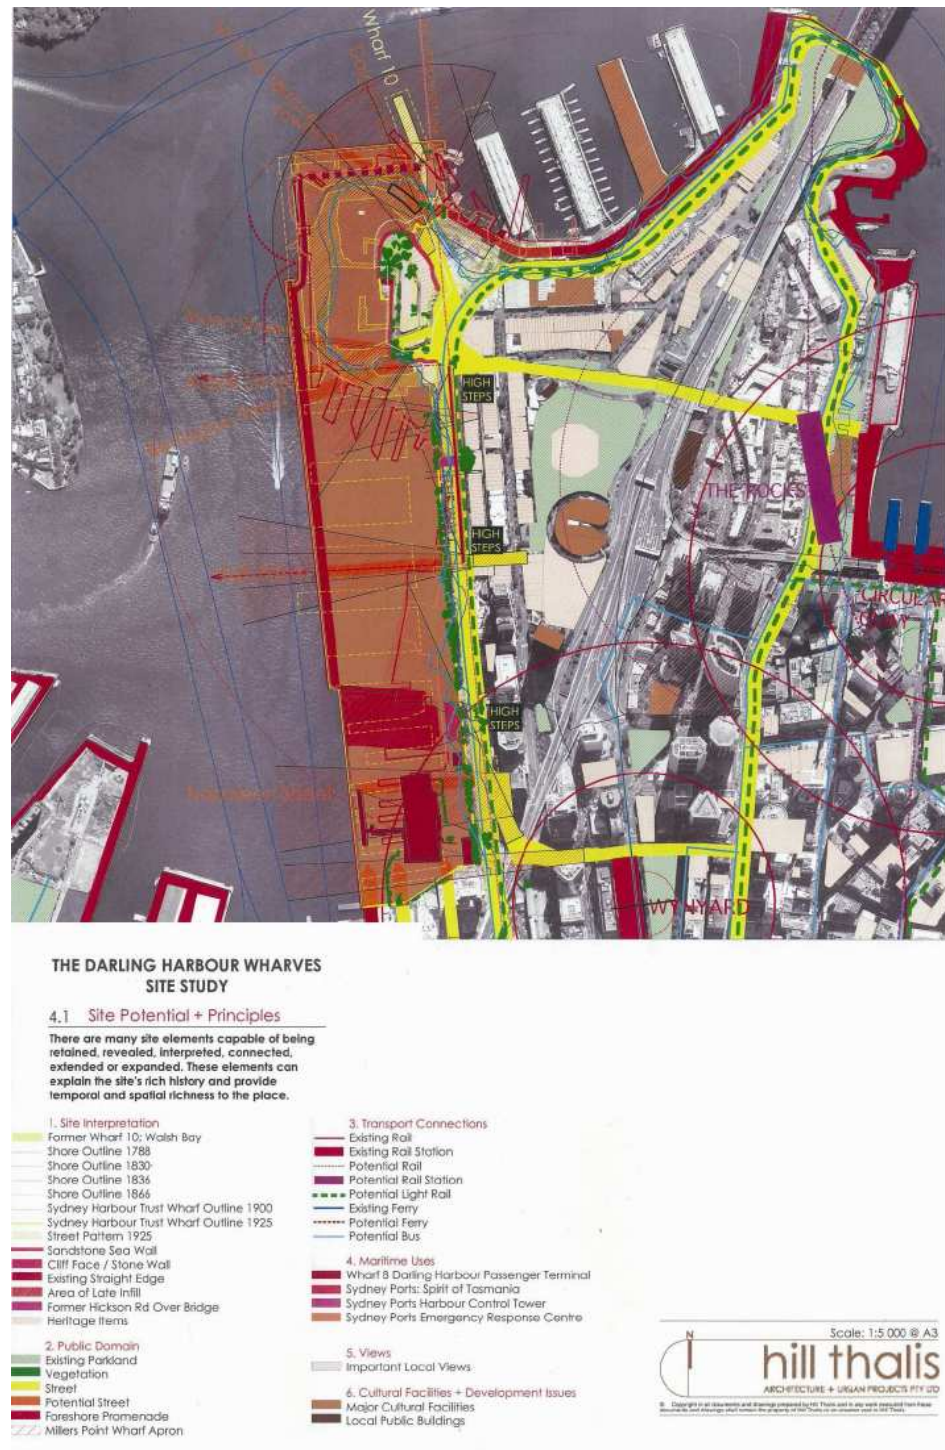 Wharf 10
HIGH
STEPS
THE ROCKS
HIGH
STEPS
CIRCULAR
QUAY
HIGH
STEPS
WYNYARD
THE DARLING HARBOUR WHARVES
SITE STUDY
4.1 Site Potential + Principles
There are many site elements capable of being
retained, revealed, interpreted, connected,
extended or expanded. These elements can
explain the site's rich history and provide
temporal and spatial richness to the place.
1. Site Interpretation
Former Wharf 10; Walsh Bay
Shore Outline 1788
Shore Outline 1830
Shore Outline 1836
Shore Outline 1866
Sydney Harbour Trust Wharf Outline 1900
Sydney Harbour Trust Wharf Outline 1925
Street Pattern 1925
Sandstone Sea Wall
Cliff Face / Stone Wall
Existing Straight Edge
Area of Late Infill
Former Hickson Rd Over Bridge
Heritage Items
2. Public Domain
Existing Parkland
Vegetation
Street
Potential Street
Foreshore Promenade
Millers Point Wharf Apron
3. Transport Connections
Existing Rail
Existing Rail Station
Potential Rail
Potential Rail Station
Potential Light Rail
Existing Ferry
Potential Ferry
Potential Bus
4. Maritime Uses
Wharf 8 Darling Harbour Passenger Terminal
Sydney Ports: Spirit of Tasmania
Sydney Ports Harbour Control Tower
Sydney Ports Emergency Response Centre
5. Views
Important Local Views
6. Cultural Facilities + Development Issues
Major Cultural Facilities
Local Public Buildings
N
Scale: 1:5 000 @ A3
hill thalis
ARCHITECTURE + URBAN PROJECTS PTY LTD